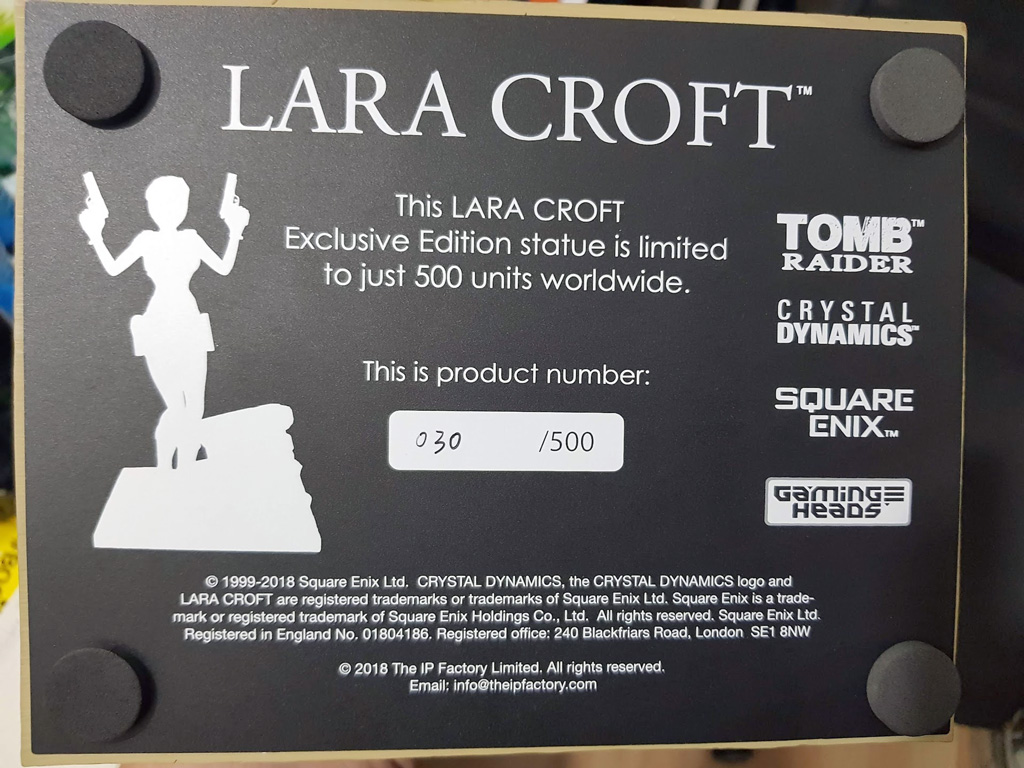 LARA CROFT™
This LARA CROFT
Exclusive Edition statue is limited
to just 500 units worldwide.
This is product number:
030 /500
TOMB™
RAIDER
CRYSTAL
DYNAMICS™
SQUARE
ENIX™
GAMING
HEADS
© 1999-2018 Square Enix Ltd. CRYSTAL DYNAMICS, the CRYSTAL DYNAMICS logo and
LARA CROFT are registered trademarks or trademarks of Square Enix Ltd. Square Enix is a trade-
mark or registered trademark of Square Enix Holdings Co., Ltd. All rights reserved. Square Enix Ltd.
Registered in England No. 01804186. Registered office: 240 Blackfriars Road, London SE1 8NW
© 2018 The IP Factory Limited. All rights reserved.
Email: info@theipfactory.com